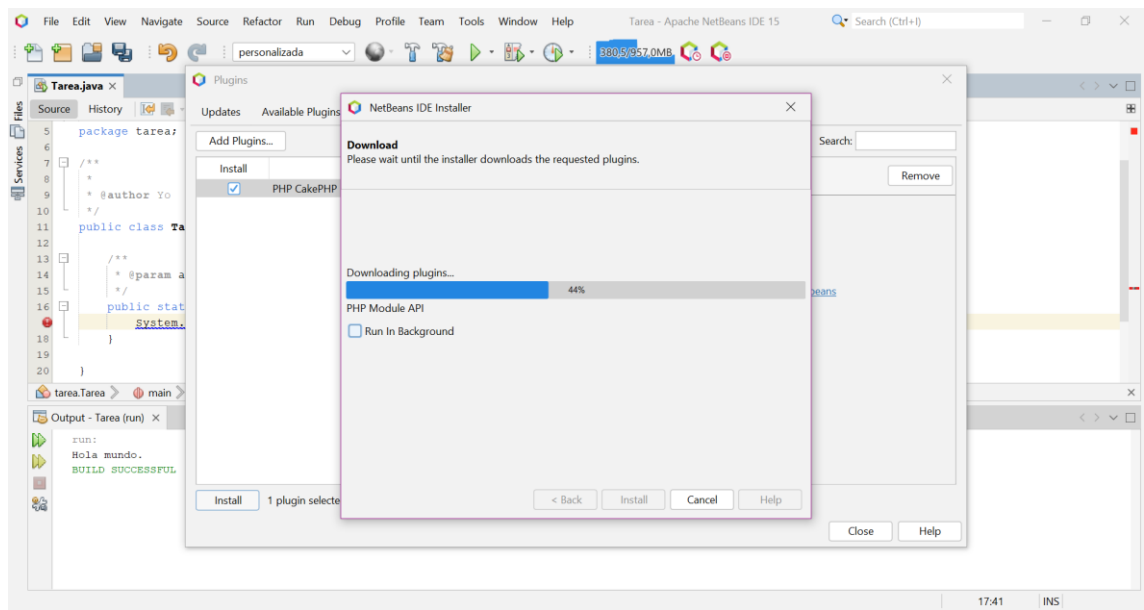 File Edit View Navigate Source Refactor Run Debug Profile Team Tools Window Help Tarea - Apache NetBeans IDE 15 Search (Ctrl+I)
personalizada 380,5/957,0MB
Tarea.java
Plugins
Files
Services
Source History
Updates Available Plugins
NetBeans IDE Installer
Add Plugins...
Search:
Download
Please wait until the installer downloads the requested plugins.
Install
Remove
PHP CakePHP
5 package tarea;
6
7 /**
8 *
9 * @author Yo
10 */
11 public class Ta
12
13 /**
14 * @param a
15 */
16 public stat
System.
18 }
19
20 }
Downloading plugins...
44%
beans
PHP Module API
Run In Background
tarea.Tarea main
Output - Tarea (run)
run:
Hola mundo.
BUILD SUCCESSFUL
Install 1 plugin selecte
< Back Install Cancel Help
Close Help
17:41 INS